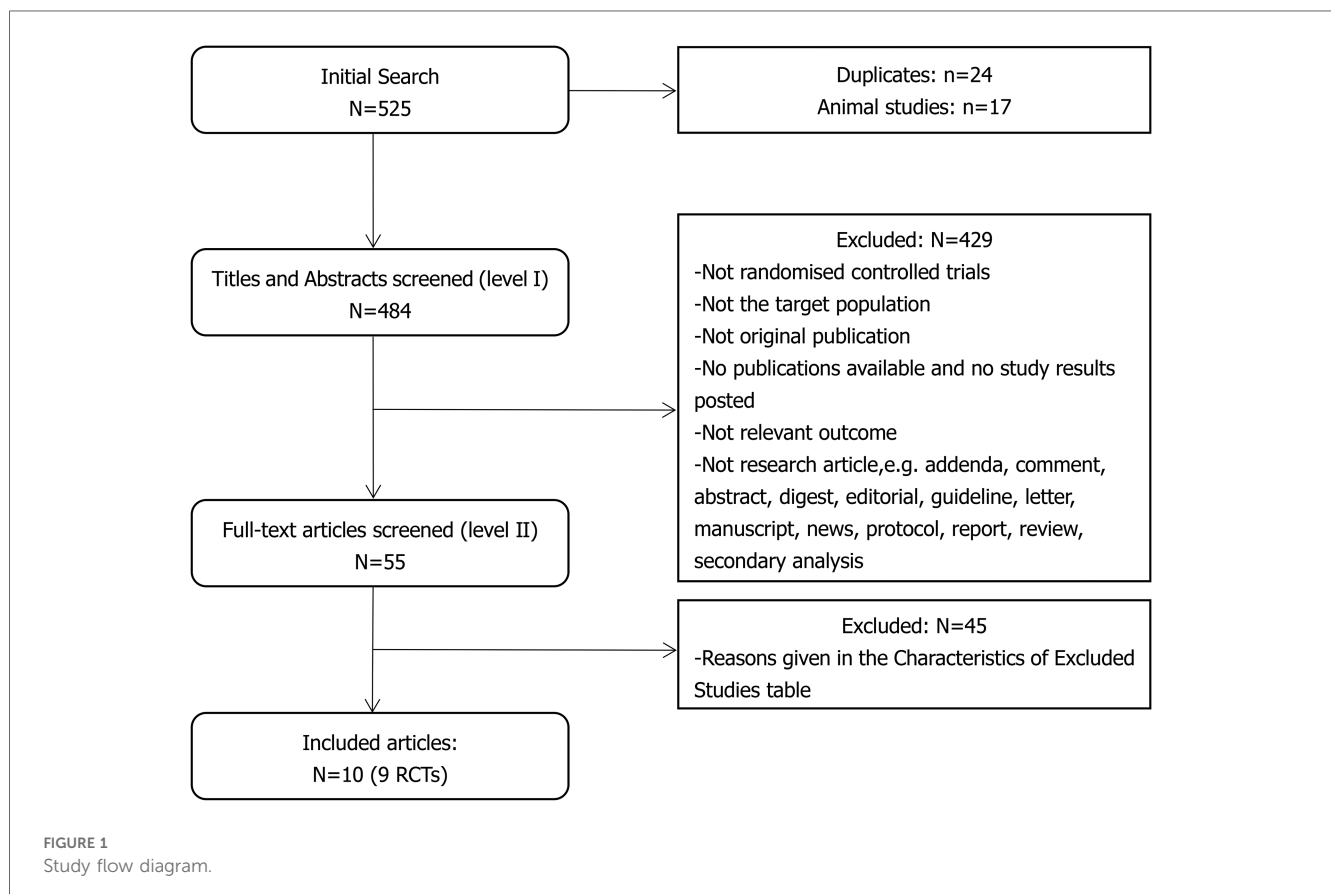 Initial Search
N=525
Duplicates: n=24
Animal studies: n=17
Titles and Abstracts screened (level I)
N=484
Excluded: N=429
-Not randomised controlled trials
-Not the target population
-Not original publication
-No publications available and no study results
posted
-Not relevant outcome
-Not research article,e.g. addenda, comment,
abstract, digest, editorial, guideline, letter,
manuscript, news, protocol, report, review,
secondary analysis
Full-text articles screened (level II)
N=55
Excluded: N=45
-Reasons given in the Characteristics of Excluded
Studies table
Included articles:
N=10 (9 RCTs)
FIGURE 1
Study flow diagram.